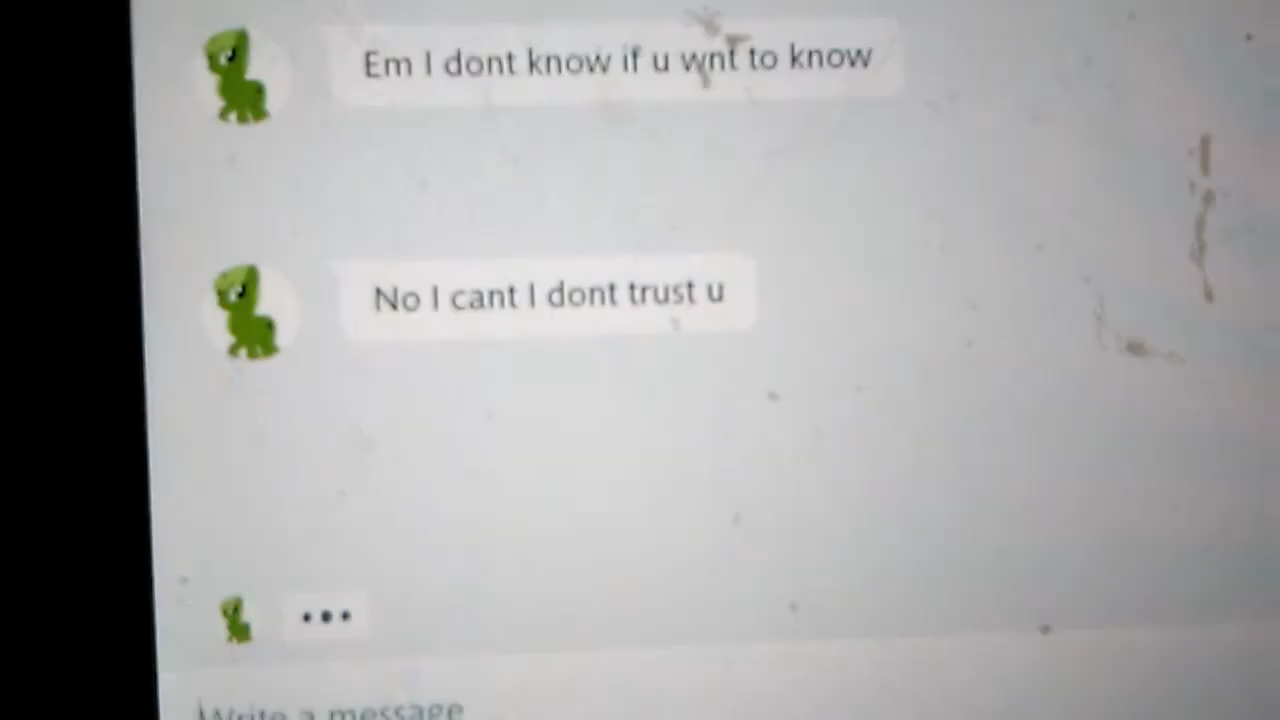 Em I dont know if u wnt to know
No I cant I dont trust u
•••
Write a message